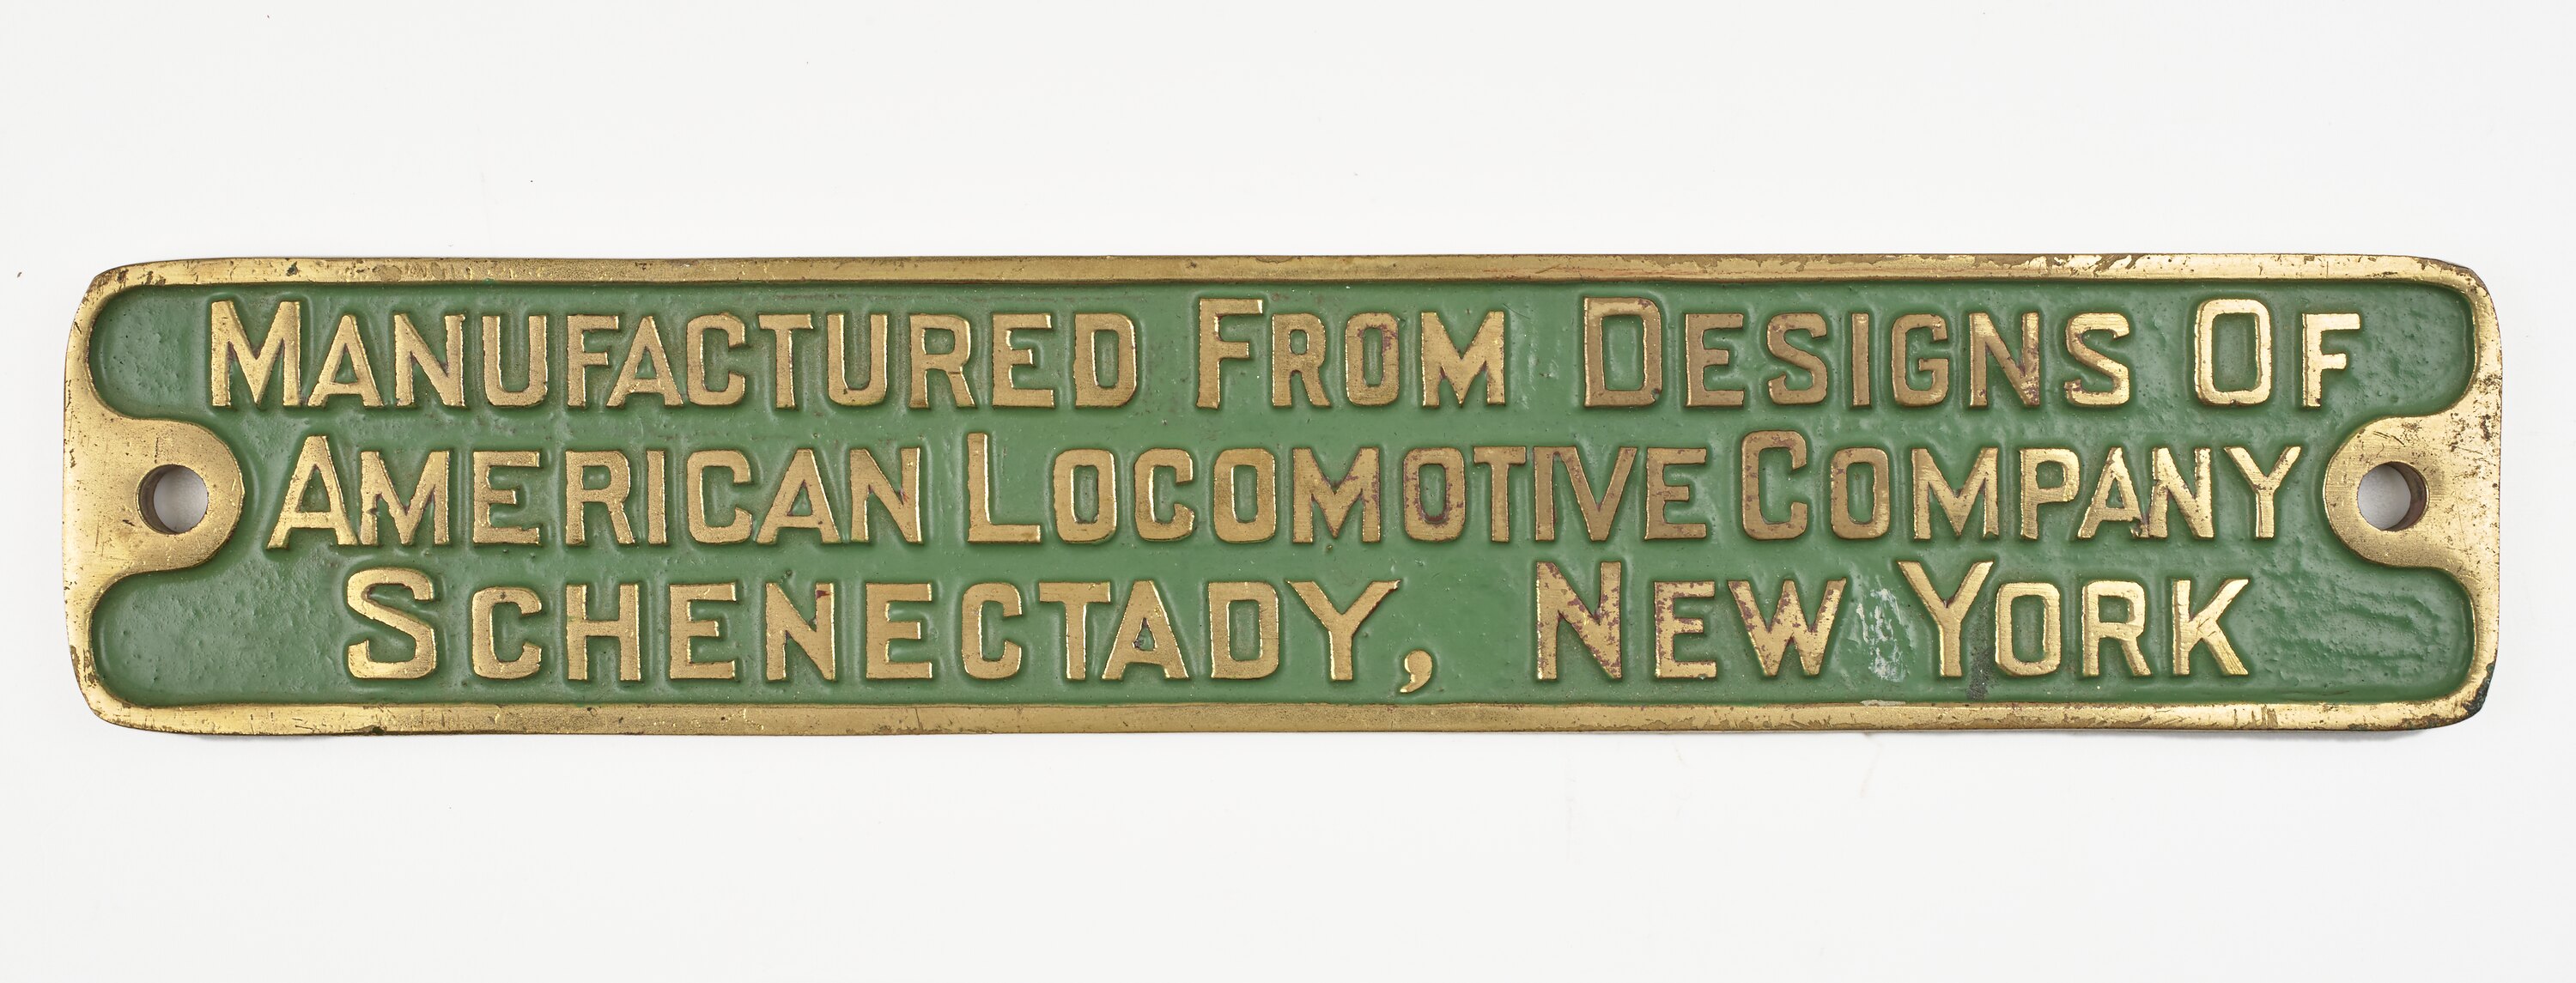 MANUFACTURED FROM DESIGNS OF
AMERICAN LOCOMOTIVE COMPANY
SCHENECTADY, NEW YORK